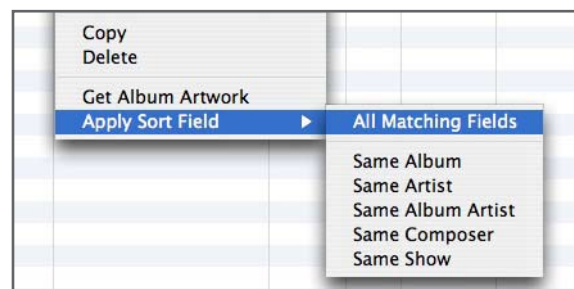 Copy
Delete
Get Album Artwork
Apply Sort Field
All Matching Fields
Same Album
Same Artist
Same Album Artist
Same Composer
Same Show